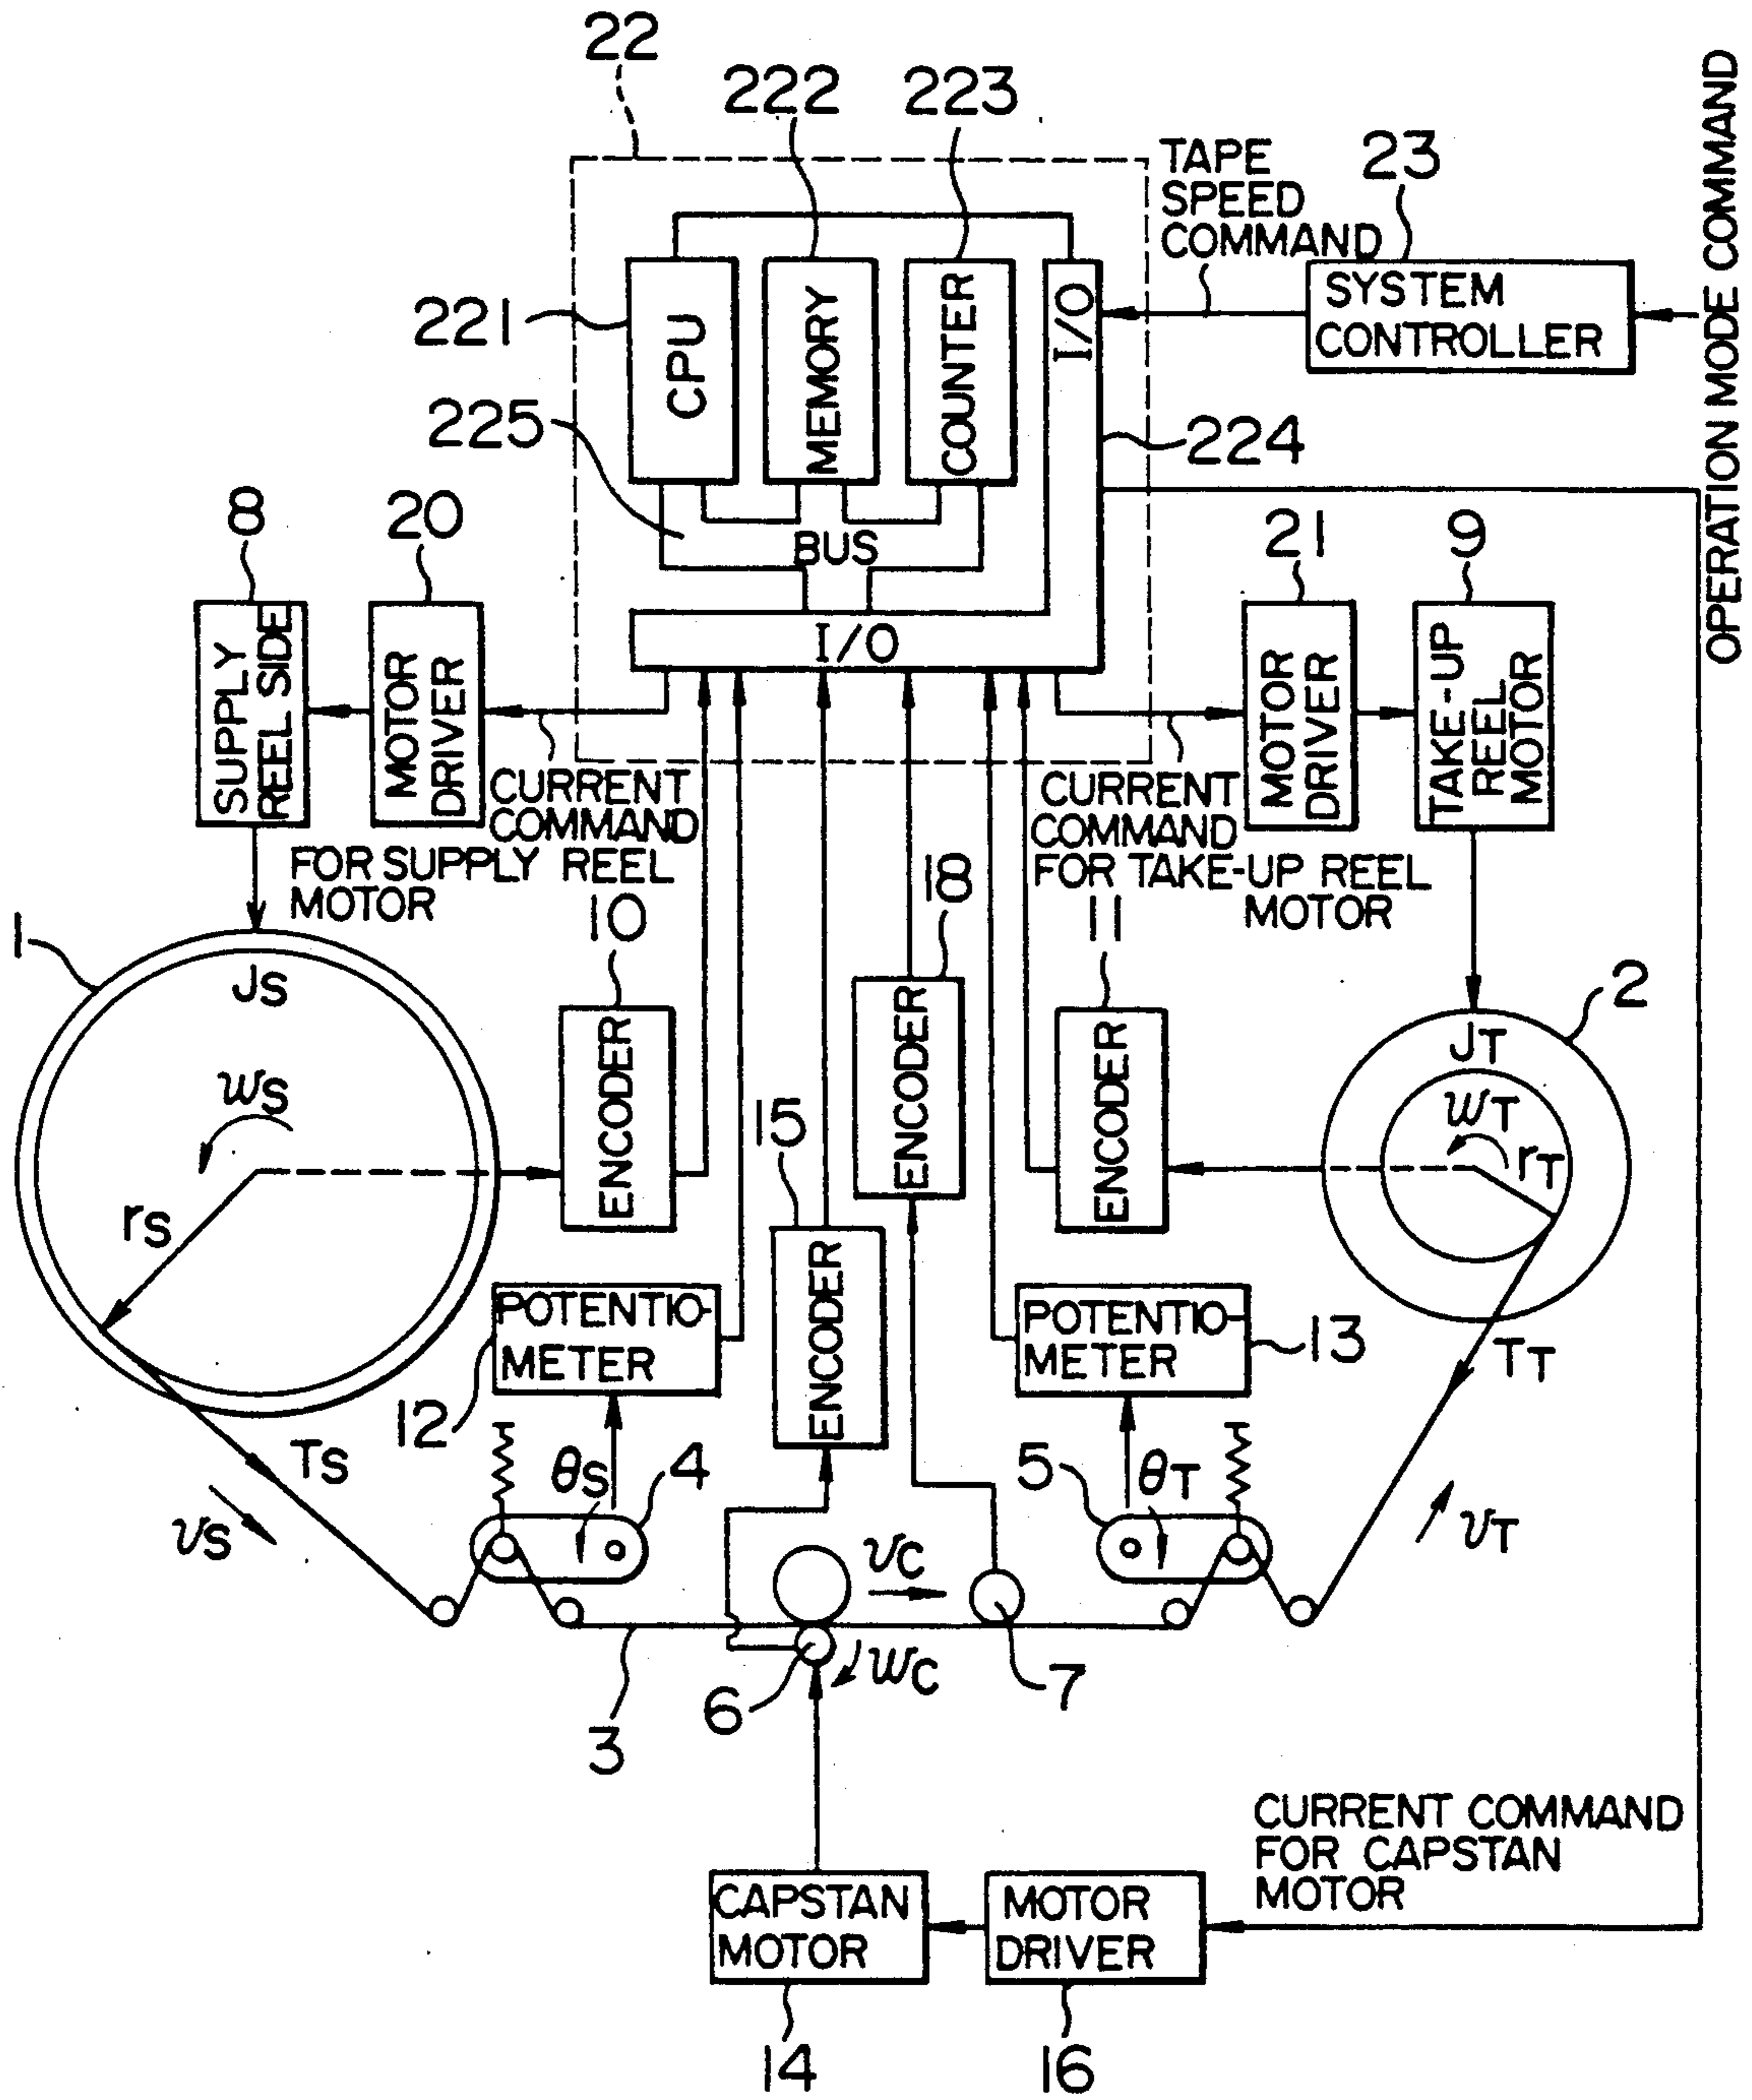 22
222
223
TAPE
SPEED
COMMAND
23
OPERATION MODE COMMAND
221
CPU
MEMORY
COUNTER
I/O
SYSTEM
CONTROLLER
225
224
BUS
8
20
21
9
I/O
SUPPLY
REEL SIDE
MOTOR
DRIVER
MOTOR
DRIVER
TAKE-UP
REEL
MOTOR
CURRENT
COMMAND
FOR SUPPLY REEL
MOTOR
CURRENT
COMMAND
FOR TAKE-UP REEL
MOTOR
1
10
18
11
2
JS
JT
ENCODER
ENCODER
ENCODER
wS
wT
15
rS
rT
ENCODER
POTENTIO-
METER
POTENTIO-
METER
12
13
TS
TT
θS
4
5
θT
vS
vC
vT
3
6
wC
7
CURRENT COMMAND
FOR CAPSTAN
MOTOR
CAPSTAN
MOTOR
MOTOR
DRIVER
14
16